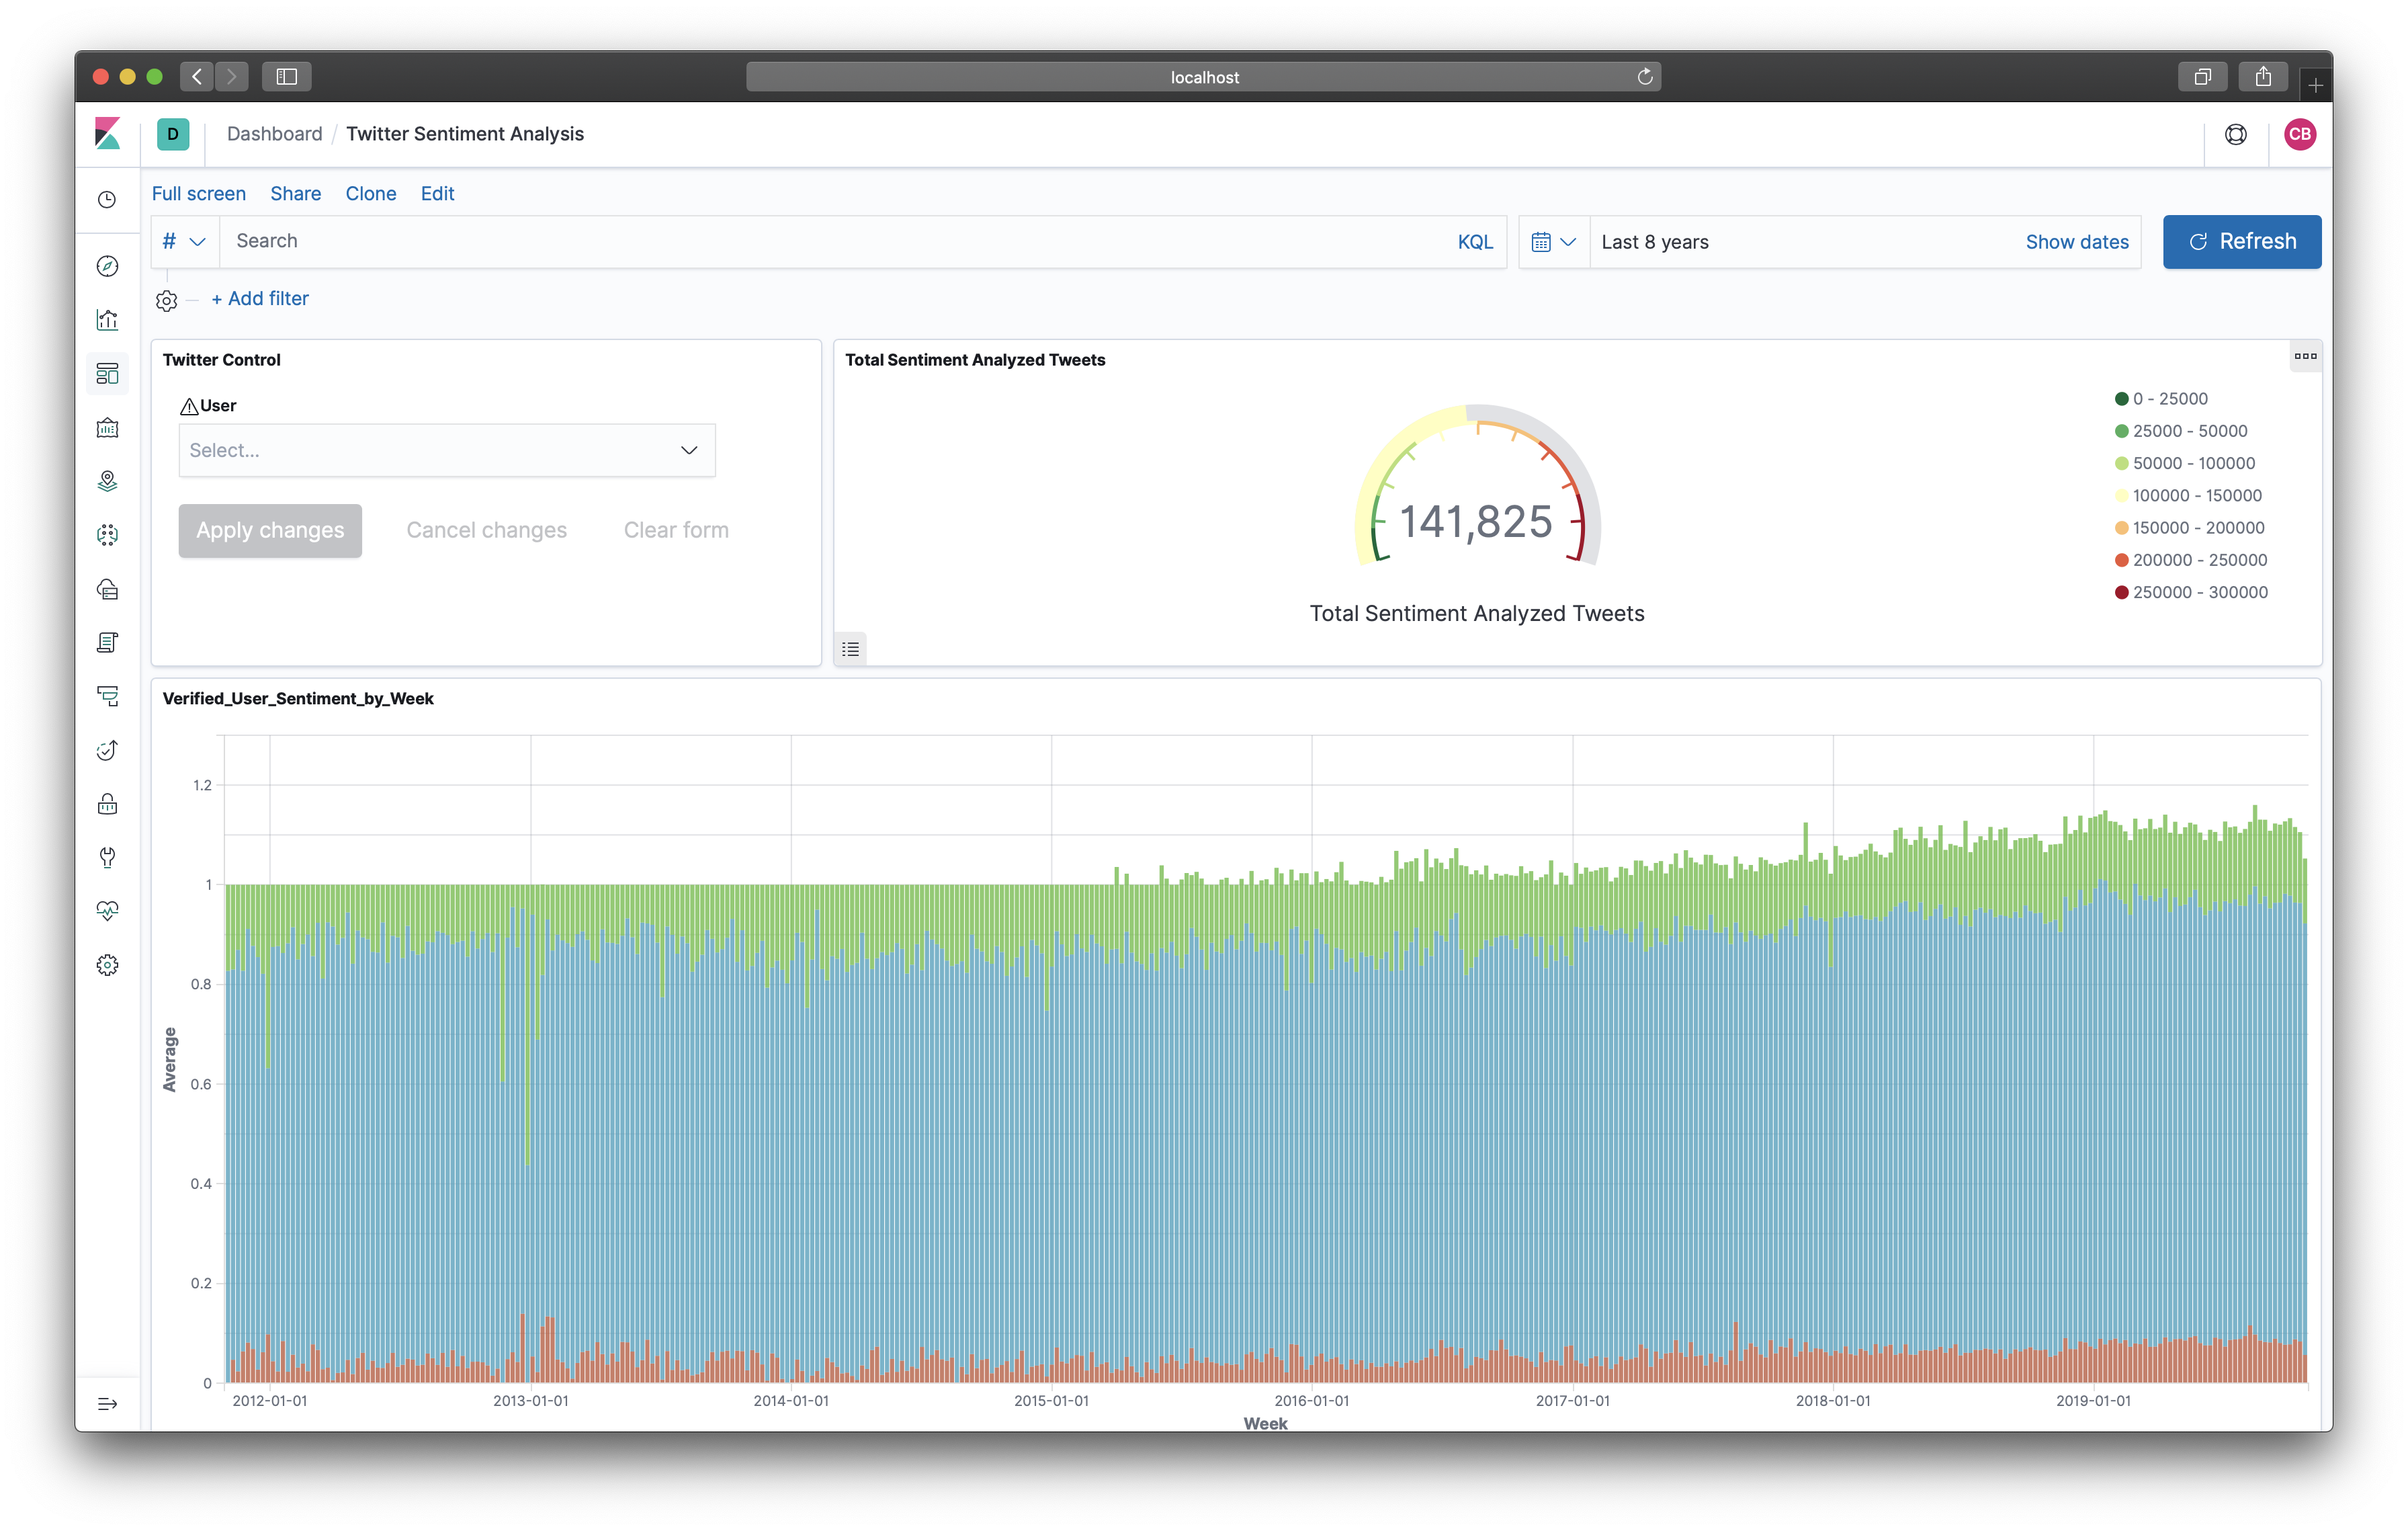 localhost
D Dashboard / Twitter Sentiment Analysis CB
Full screen Share Clone Edit
# Search KQL Last 8 years Show dates Refresh
+ Add filter
Twitter Control
User
Select...
Apply changes Cancel changes Clear form
Total Sentiment Analyzed Tweets
141,825
Total Sentiment Analyzed Tweets
0 - 25000
25000 - 50000
50000 - 100000
100000 - 150000
150000 - 200000
200000 - 250000
250000 - 300000
Verified_User_Sentiment_by_Week
1.2
1
0.8
0.6
0.4
0.2
0
Average
2012-01-01 2013-01-01 2014-01-01 2015-01-01 2016-01-01 2017-01-01 2018-01-01 2019-01-01
Week